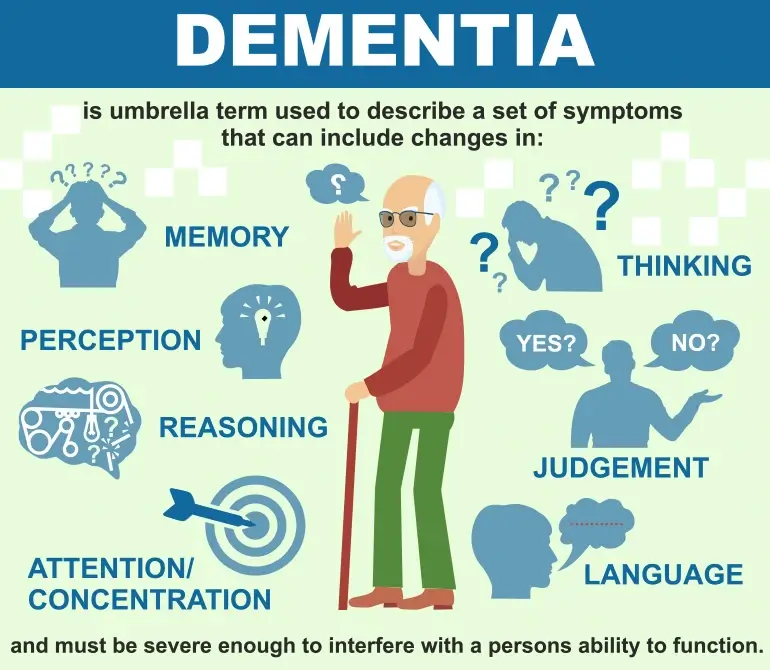 DEMENTIA
is umbrella term used to describe a set of symptoms
that can include changes in:
? ? ? ? ?
?
? ? ?
? ?
MEMORY
THINKING
PERCEPTION
YES?
NO?
REASONING
?
?
JUDGEMENT
ATTENTION/
CONCENTRATION
LANGUAGE
and must be severe enough to interfere with a persons ability to function.